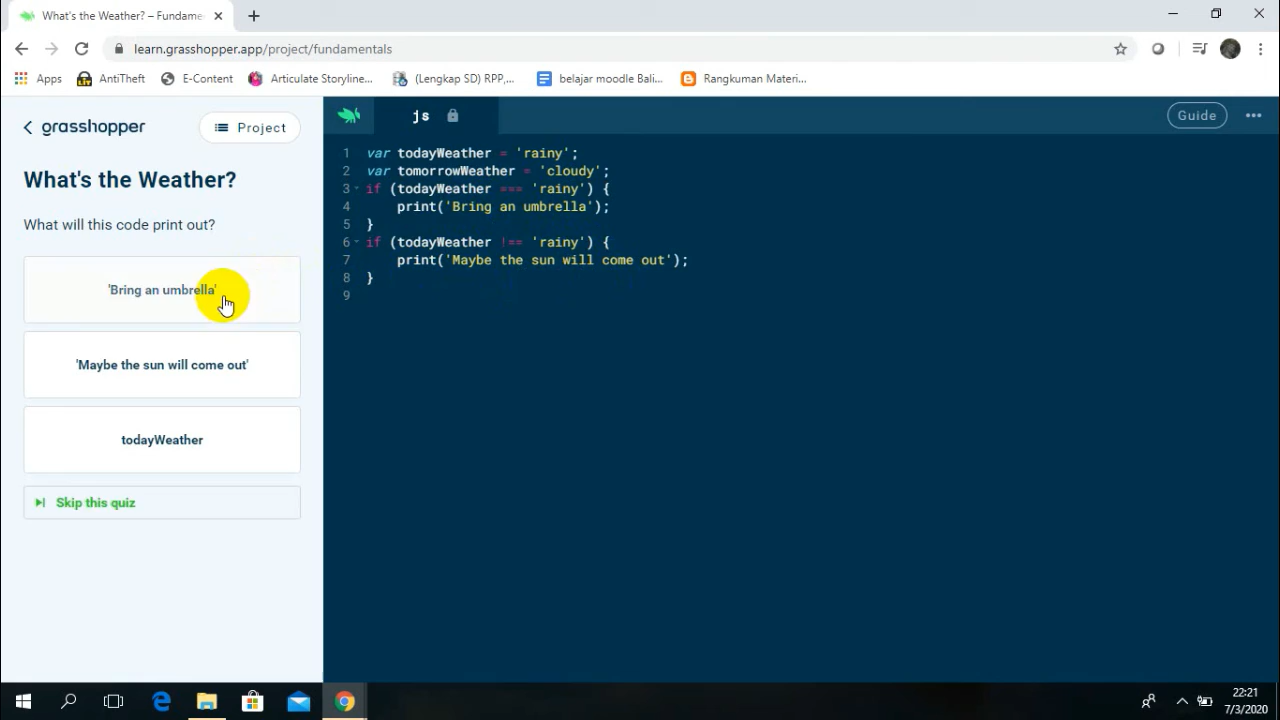 What's the Weather? – Fundame
learn.grasshopper.app/project/fundamentals
Apps AntiTheft E-Content Articulate Storyline... (Lengkap SD) RPP,... belajar moodle Bali... Rangkuman Materi...
grasshopper Project
What's the Weather?
What will this code print out?
'Bring an umbrella'
'Maybe the sun will come out'
todayWeather
Skip this quiz
js Guide
1 var todayWeather = 'rainy';
2 var tomorrowWeather = 'cloudy';
3 if (todayWeather === 'rainy') {
4 print('Bring an umbrella');
5 }
6 if (todayWeather !== 'rainy') {
7 print('Maybe the sun will come out');
8 }
9
22:21
7/3/2020